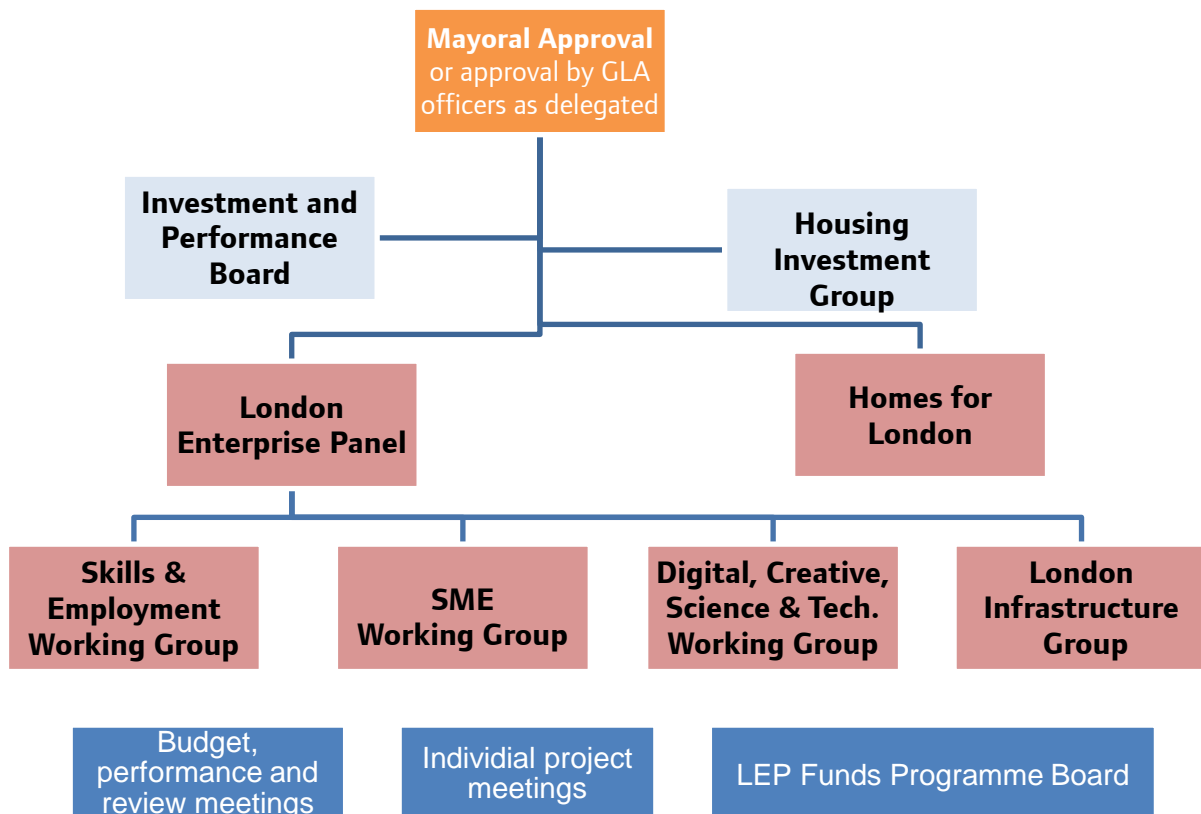 Mayoral Approval
or approval by GLA
officers as delegated
Investment and
Performance
Board
Housing
Investment
Group
London
Enterprise Panel
Homes for
London
Skills &
Employment
Working Group
SME
Working Group
Digital, Creative,
Science & Tech.
Working Group
London
Infrastructure
Group
Budget,
performance and
review meetings
Individial project
meetings
LEP Funds Programme Board